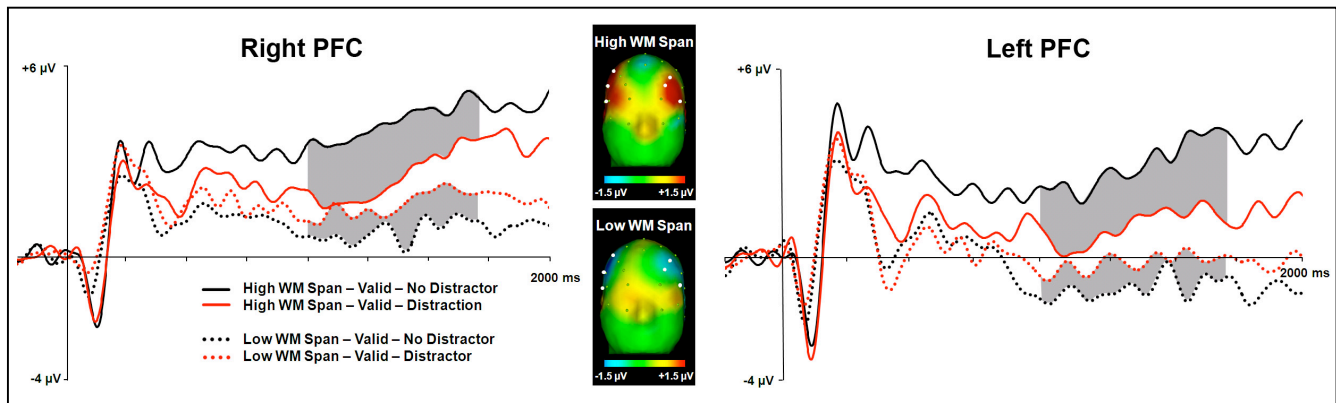 Right PFC
+6 µV
2000 ms
-4 µV
High WM Span – Valid – No Distractor
High WM Span – Valid – Distraction
Low WM Span – Valid – No Distractor
Low WM Span – Valid – Distractor
High WM Span
-1.5 µV +1.5 µV
Low WM Span
-1.5 µV +1.5 µV
Left PFC
+6 µV
2000 ms
-4 µV